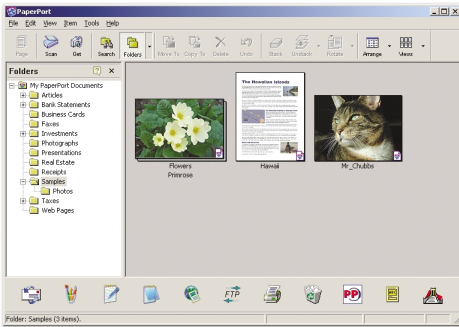 PaperPort
File Edit View Item Tools Help
Page Scan Get Search Folders Move To Copy To Delete Undo Stack Unstack Rotate Arrange Views
Folders
My PaperPort Documents
Articles
Bank Statements
Business Cards
Faxes
Investments
Photographs
Presentations
Real Estate
Receipts
Samples
Photos
Taxes
Web Pages
The Hawaiian Islands
Flowers
Primrose
Hawaii
Mr_Chubbs
FTP
PP
Folder: Samples (3 items).